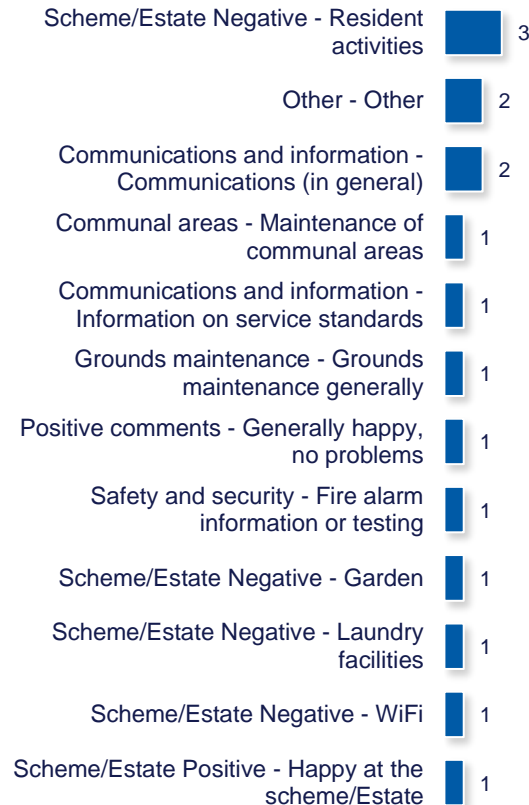 Scheme/Estate Negative - Resident
activities
3
Other - Other
2
Communications and information -
Communications (in general)
2
Communal areas - Maintenance of
communal areas
1
Communications and information -
Information on service standards
1
Grounds maintenance - Grounds
maintenance generally
1
Positive comments - Generally happy,
no problems
1
Safety and security - Fire alarm
information or testing
1
Scheme/Estate Negative - Garden
1
Scheme/Estate Negative - Laundry
facilities
1
Scheme/Estate Negative - WiFi
1
Scheme/Estate Positive - Happy at the
scheme/Estate
1